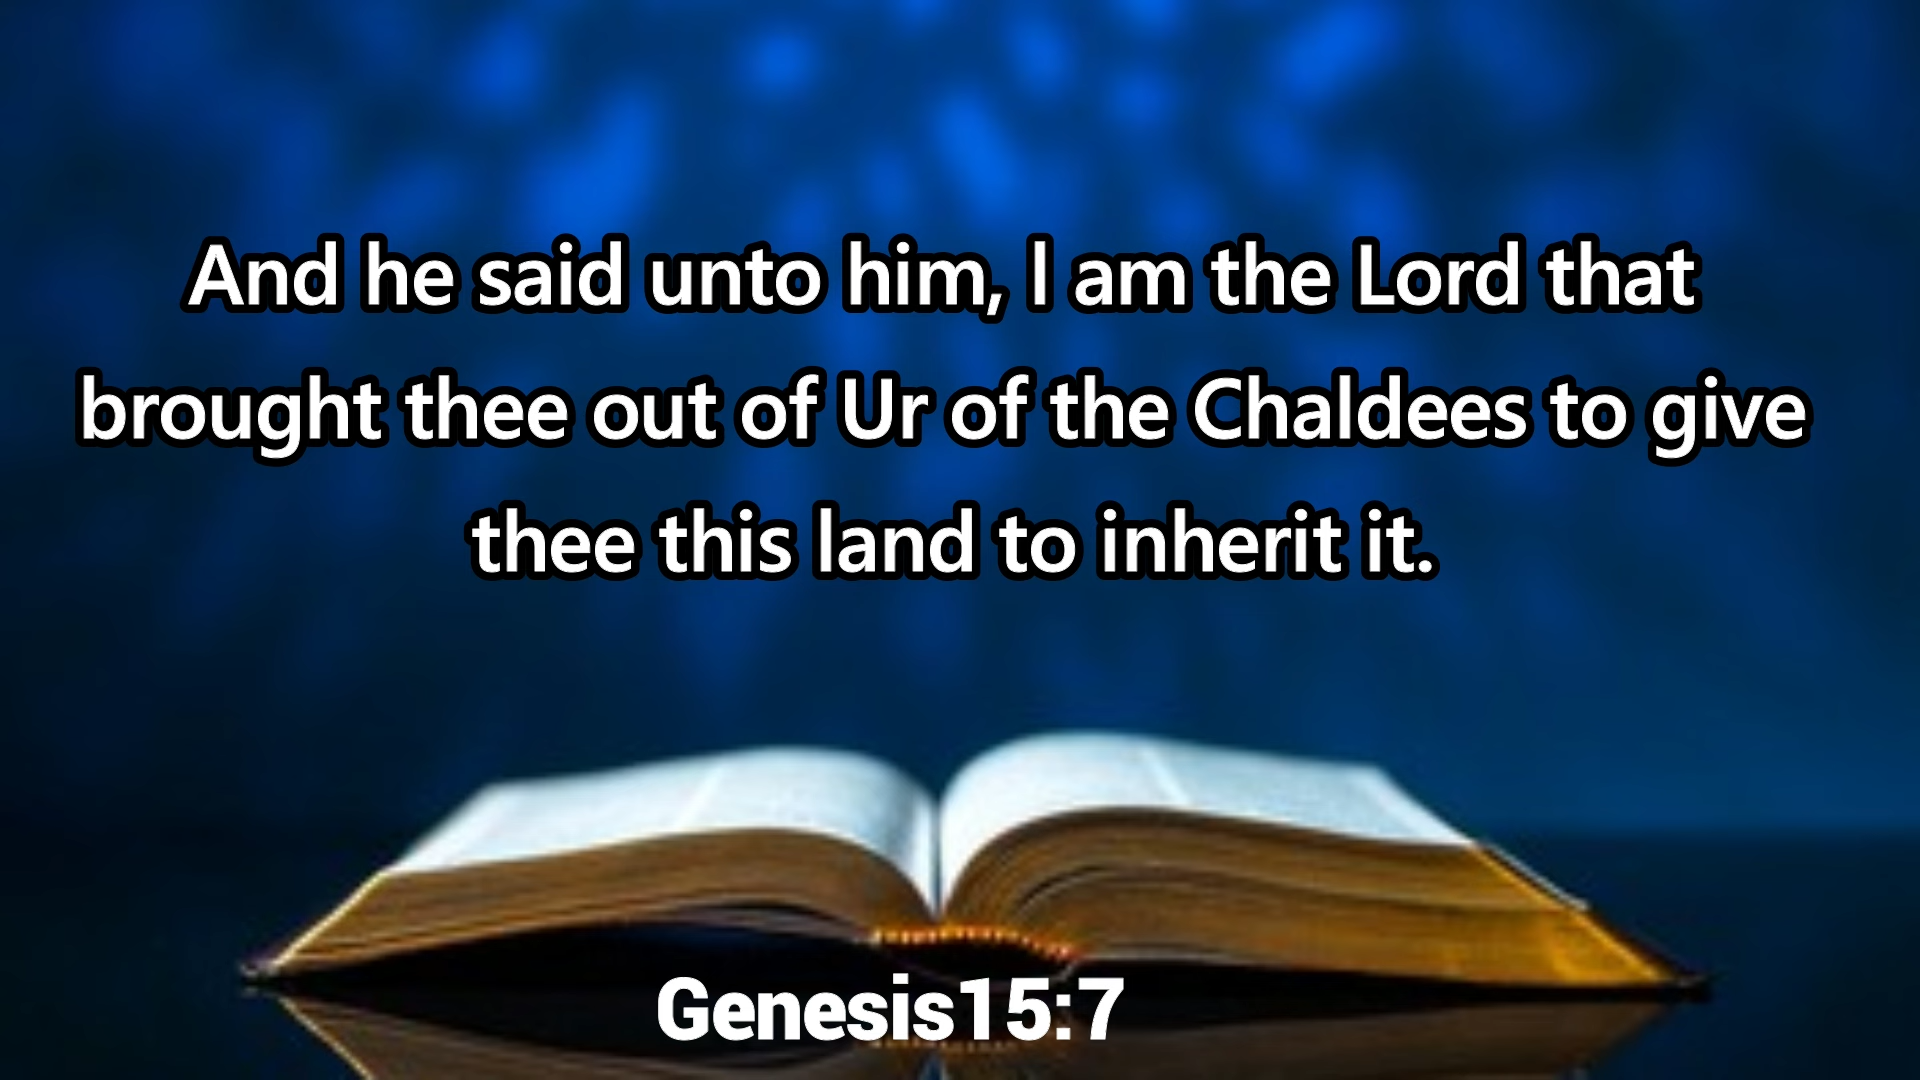 And he said unto him, I am the Lord that
brought thee out of Ur of the Chaldees to give
thee this land to inherit it.
Genesis15:7